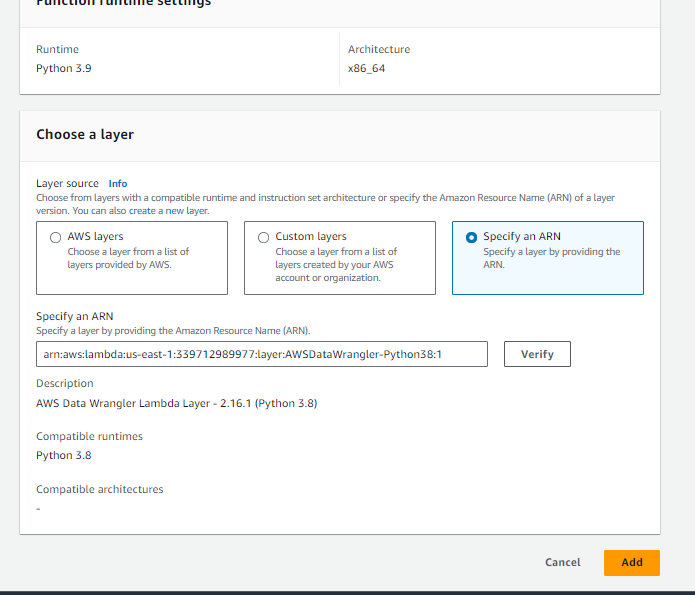 Function runtime settings
Runtime
Architecture
Python 3.9
x86_64
Choose a layer
Layer source Info
Choose from layers with a compatible runtime and instruction set architecture or specify the Amazon Resource Name (ARN) of a layer
version. You can also create a new layer.
AWS layers
Choose a layer from a list of
layers provided by AWS.
Custom layers
Choose a layer from a list of
layers created by your AWS
account or organization.
Specify an ARN
Specify a layer by providing the
ARN.
Specify an ARN
Specify a layer by providing the Amazon Resource Name (ARN).
arn:aws:lambda:us-east-1:339712989977:layer:AWSDataWrangler-Python38:1
Verify
Description
AWS Data Wrangler Lambda Layer - 2.16.1 (Python 3.8)
Compatible runtimes
Python 3.8
Compatible architectures
-
Cancel
Add